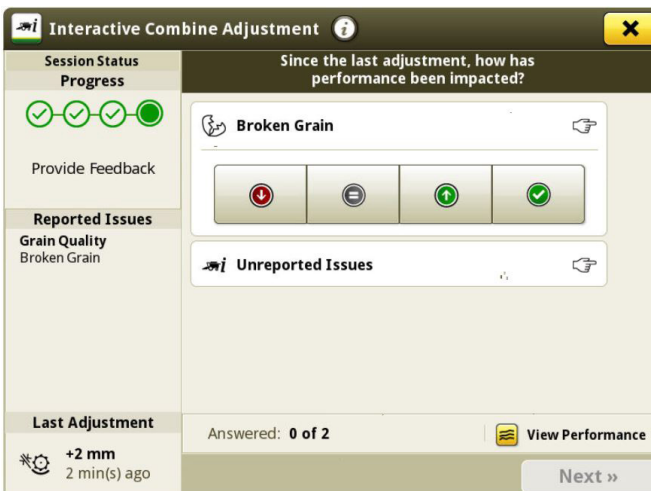 Interactive Combine Adjustment
Session Status
Progress
Provide Feedback
Reported Issues
Grain Quality
Broken Grain
Last Adjustment
+2 mm
2 min(s) ago
Since the last adjustment, how has
performance been impacted?
Broken Grain
Unreported Issues
Answered: 0 of 2
View Performance
Next »